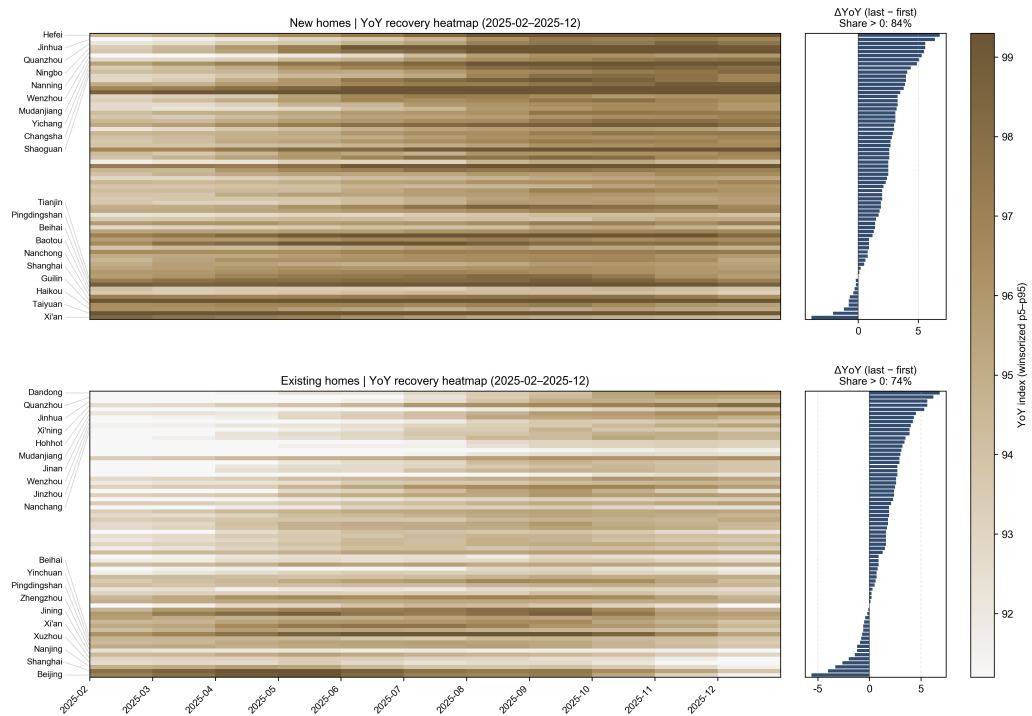 New homes | YoY recovery heatmap (2025-02–2025-12)
ΔYoY (last − first)
Share > 0: 84%
Hefei
Jinhua
Quanzhou
Ningbo
Nanning
Wenzhou
Mudanjiang
Yichang
Changsha
Shaoguan
Tianjin
Pingdingshan
Beihai
Baotou
Nanchong
Shanghai
Guilin
Haikou
Taiyuan
Xi'an
0
5
Existing homes | YoY recovery heatmap (2025-02–2025-12)
ΔYoY (last − first)
Share > 0: 74%
Dandong
Quanzhou
Jinhua
Xi'ning
Hohhot
Mudanjiang
Jinan
Wenzhou
Jinzhou
Nanchang
Beihai
Yinchuan
Pingdingshan
Zhengzhou
Jining
Xi'an
Xuzhou
Nanjing
Shanghai
Beijing
2025-02
2025-03
2025-04
2025-05
2025-06
2025-07
2025-08
2025-09
2025-10
2025-11
2025-12
-5
0
5
99
98
97
96
95
94
93
92
YoY index (winsorized p5–p95)